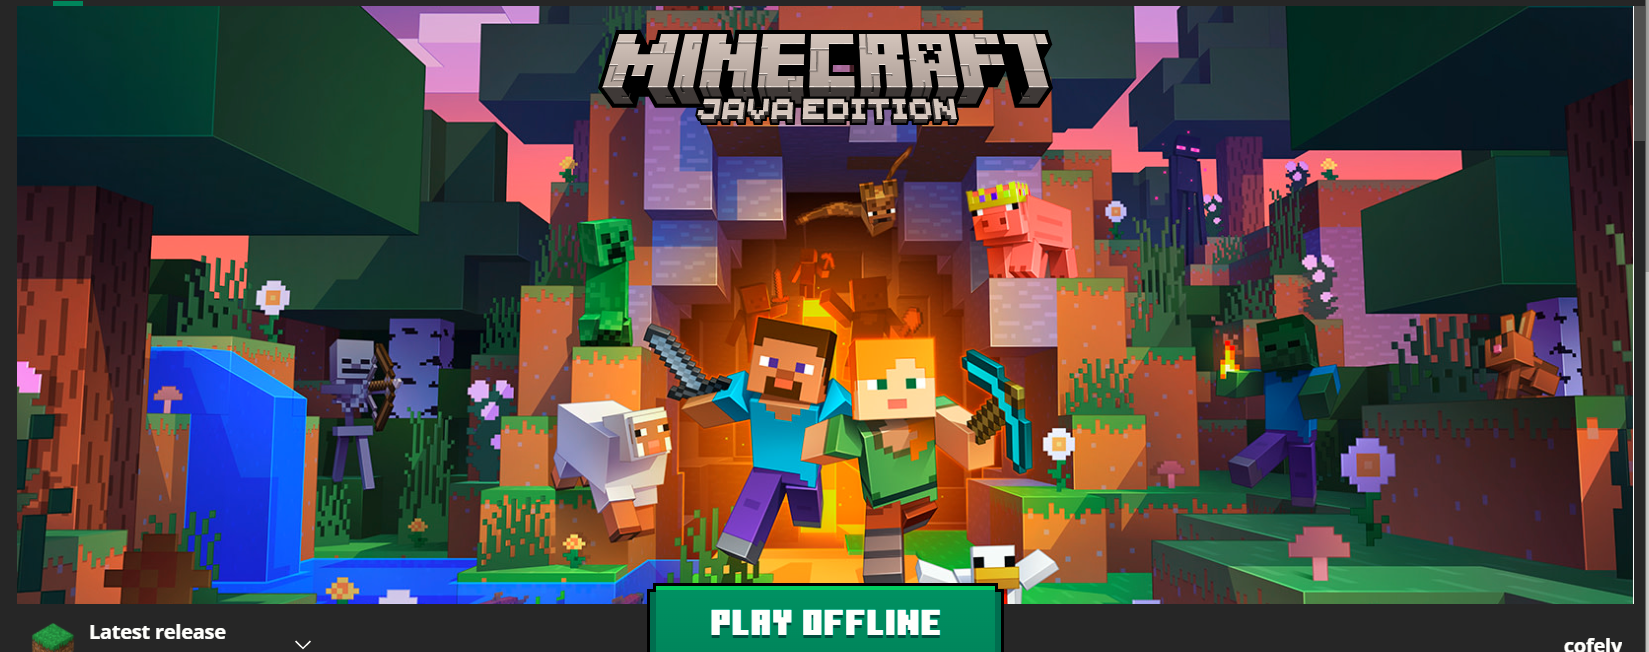 MINECRAFT
JAVA EDITION
PLAY OFFLINE
Latest release
cofely